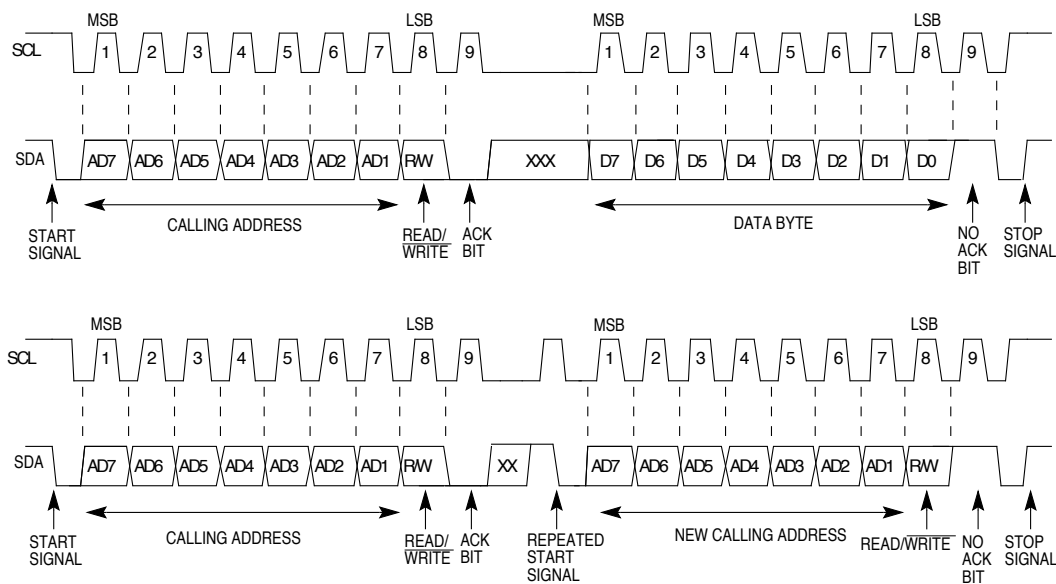 MSB LSB MSB LSB
SCL 1 2 3 4 5 6 7 8 9 1 2 3 4 5 6 7 8 9
SDA AD7 AD6 AD5 AD4 AD3 AD2 AD1 R/W XXX D7 D6 D5 D4 D3 D2 D1 D0
CALLING ADDRESS DATA BYTE
START SIGNAL
READ/WRITE
ACK BIT
NO ACK BIT
STOP SIGNAL
MSB LSB MSB LSB
SCL 1 2 3 4 5 6 7 8 9 1 2 3 4 5 6 7 8 9
SDA AD7 AD6 AD5 AD4 AD3 AD2 AD1 R/W XX AD7 AD6 AD5 AD4 AD3 AD2 AD1 R/W
CALLING ADDRESS NEW CALLING ADDRESS
START SIGNAL
READ/WRITE
ACK BIT
REPEATED START SIGNAL
READ/WRITE
NO ACK BIT
STOP SIGNAL